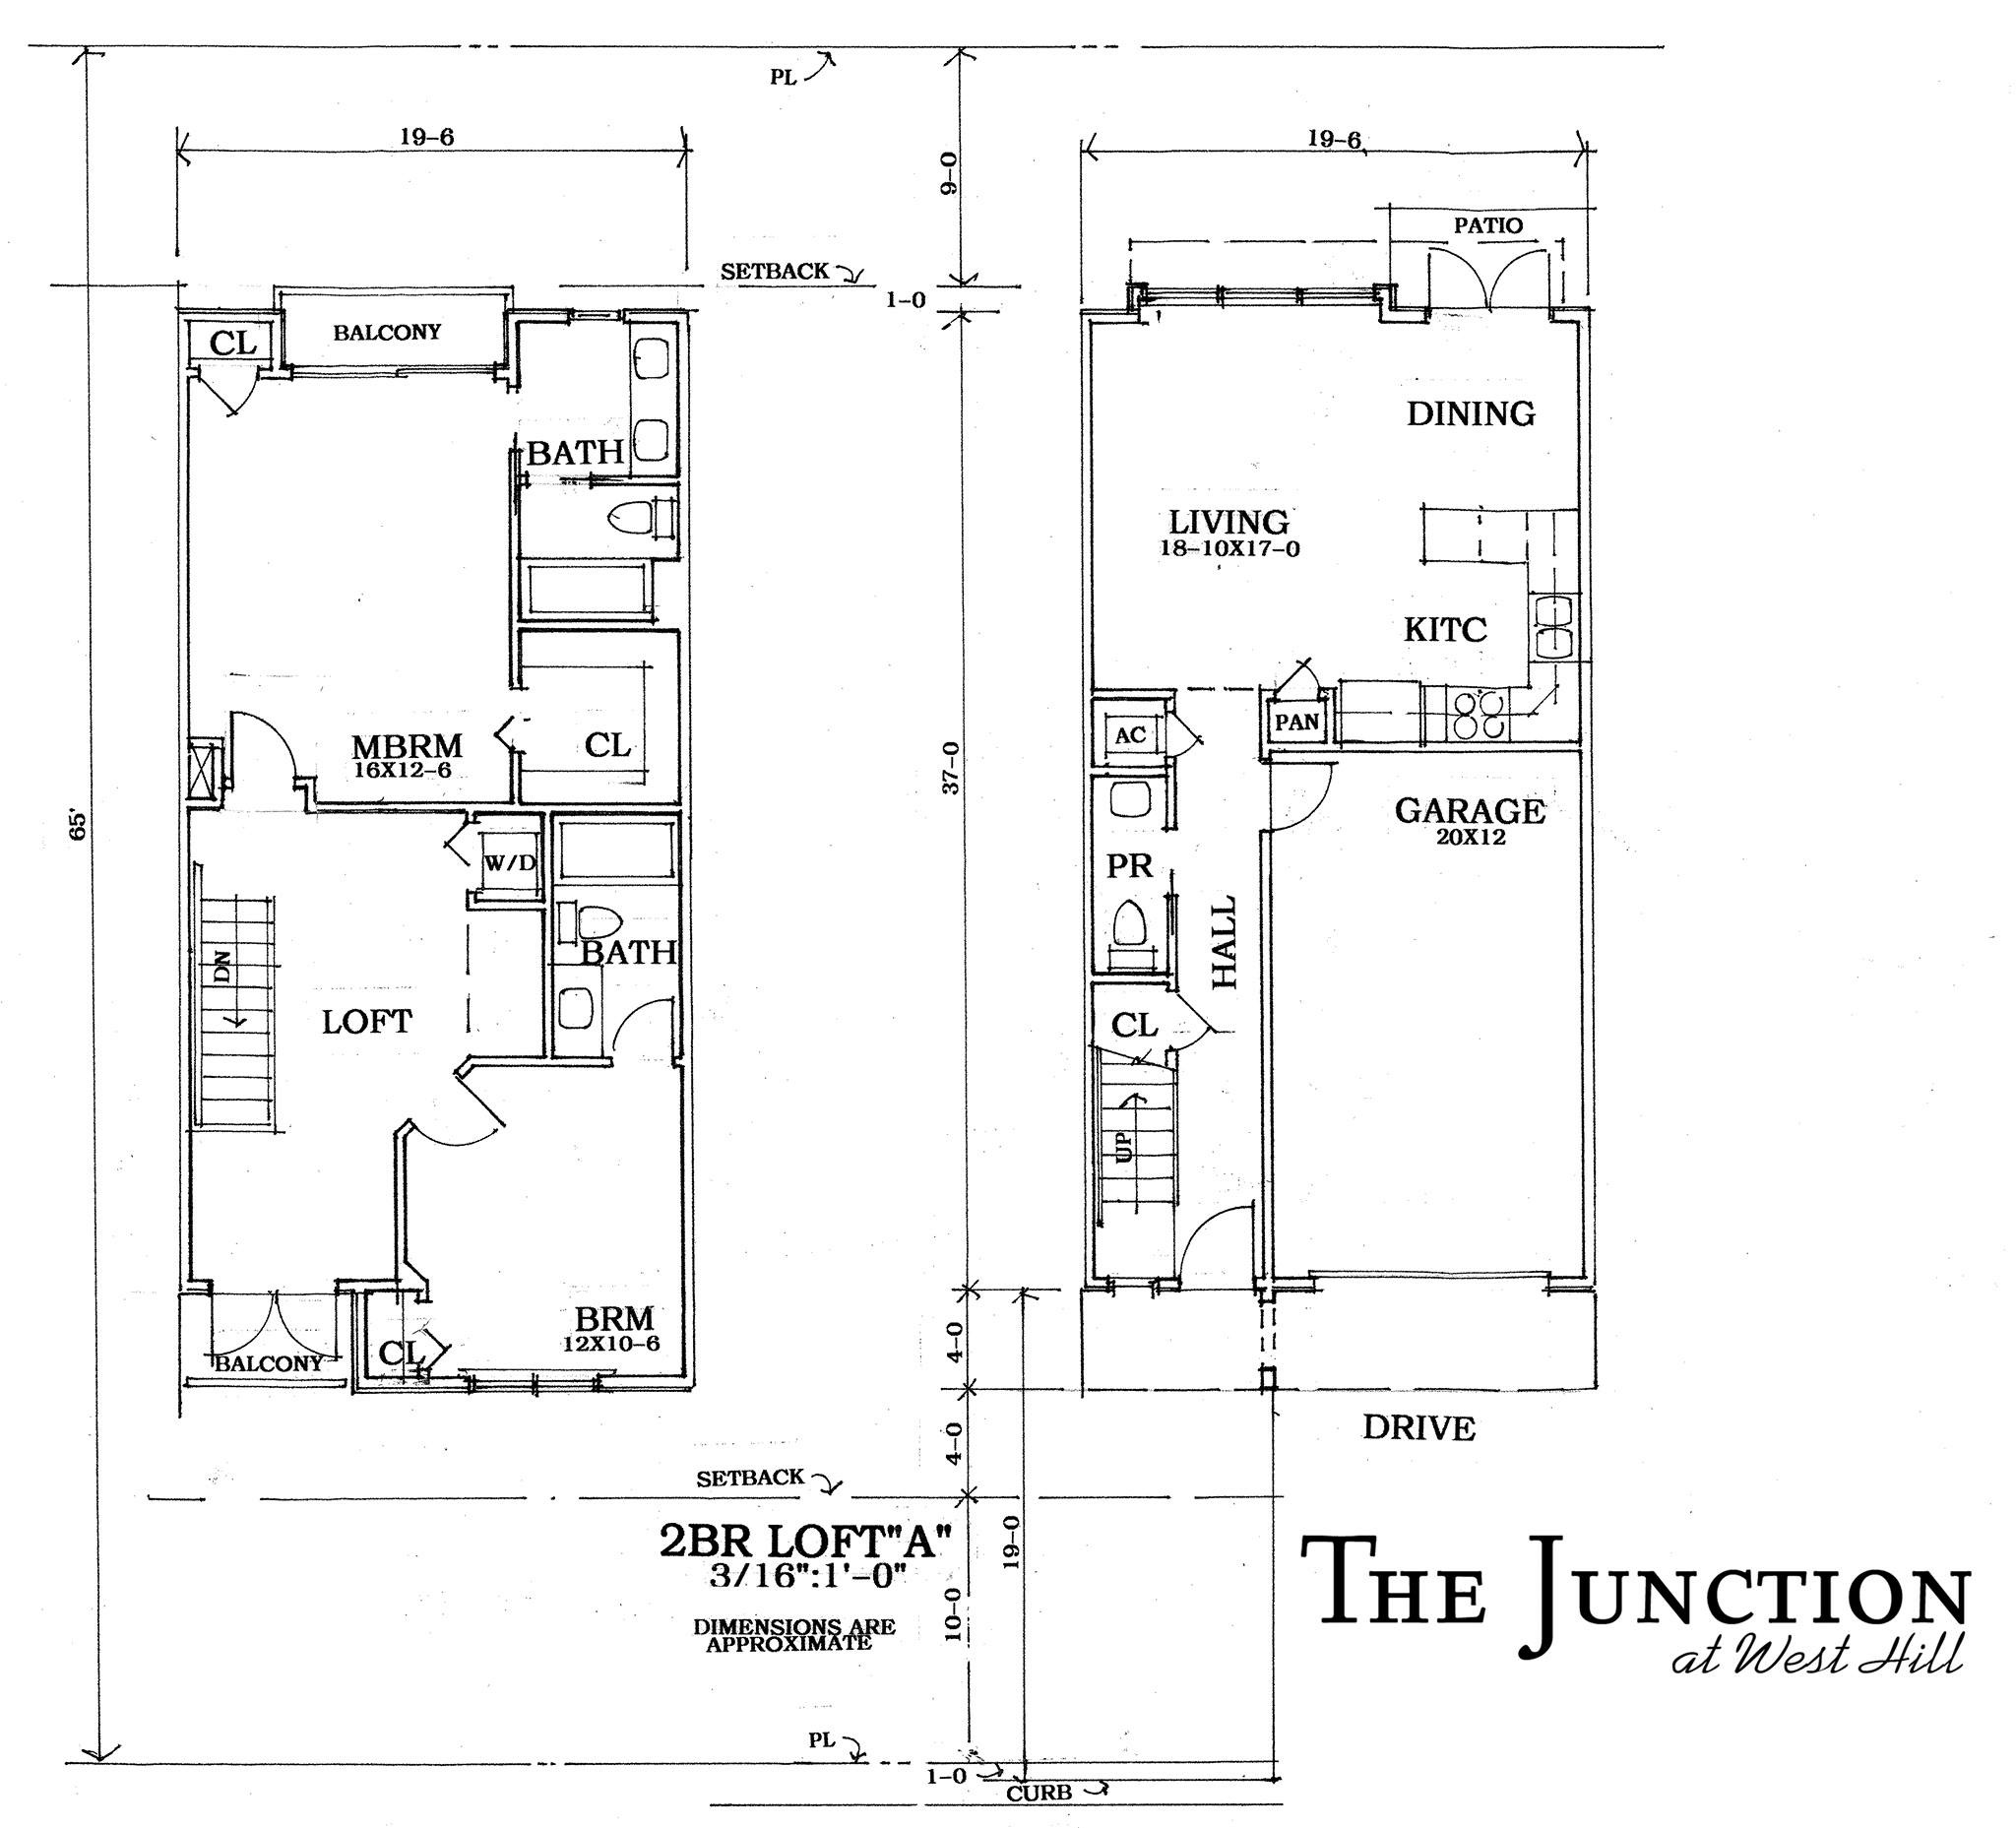 PL
19-6
19-6
9-0
PATIO
SETBACK
1-0
CL
BALCONY
DINING
BATH
LIVING
18-10X17-0
KITC
MBRM
16X12-6
CL
AC
PAN
37-0
65'
GARAGE
20X12
W/D
PR
HALL
BATH
DN
LOFT
CL
UP
BRM
12X10-6
CL
BALCONY
4-0
DRIVE
4-0
SETBACK
2BR LOFT"A"
3/16":1'-0"
19-0
DIMENSIONS ARE
APPROXIMATE
10-0
THE JUNCTION
at West Hill
PL
1-0
CURB